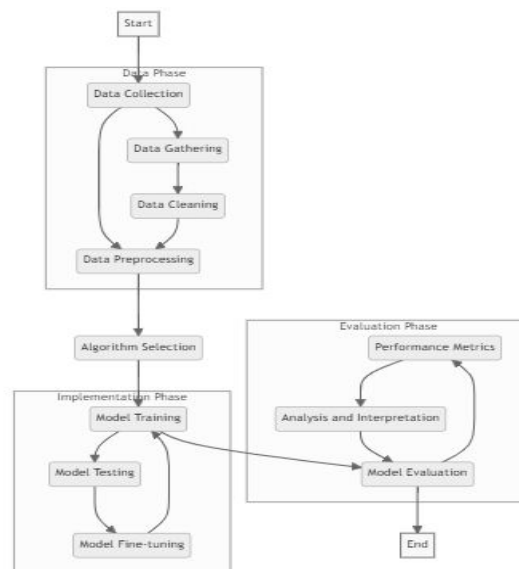 Start
Data Phase
Data Collection
Data Gathering
Data Cleaning
Data Preprocessing
Algorithm Selection
Implementation Phase
Model Training
Model Testing
Model Fine-tuning
Evaluation Phase
Performance Metrics
Analysis and Interpretation
Model Evaluation
End